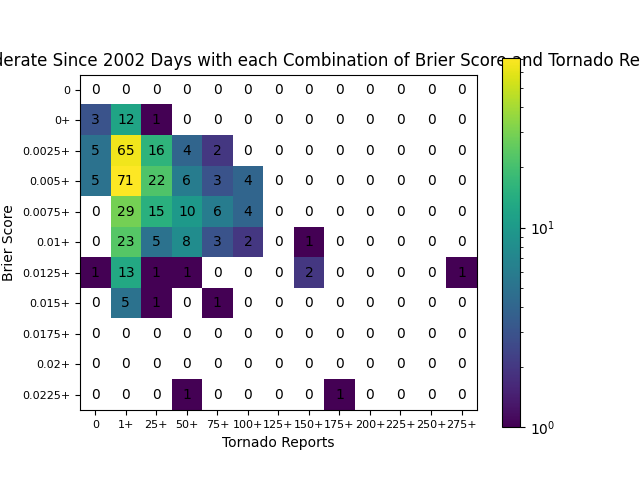 derate Since 2002 Days with each Combination of Brier Score and Tornado Re
Brier Score
0 0 0 0 0 0 0 0 0 0 0 0 0 0
0+ 3 12 1 0 0 0 0 0 0 0 0 0 0
0.0025+ 5 65 16 4 2 0 0 0 0 0 0 0 0
0.005+ 5 71 22 6 3 4 0 0 0 0 0 0 0
0.0075+ 0 29 15 10 6 4 0 0 0 0 0 0 0
0.01+ 0 23 5 8 3 2 0 1 0 0 0 0 0
0.0125+ 1 13 1 1 0 0 0 2 0 0 0 0 1
0.015+ 0 5 1 0 1 0 0 0 0 0 0 0 0
0.0175+ 0 0 0 0 0 0 0 0 0 0 0 0 0
0.02+ 0 0 0 0 0 0 0 0 0 0 0 0 0
0.0225+ 0 0 0 1 0 0 0 0 1 0 0 0 0
0 1+ 25+ 50+ 75+ 100+ 125+ 150+ 175+ 200+ 225+ 250+ 275+
Tornado Reports
10¹
10⁰